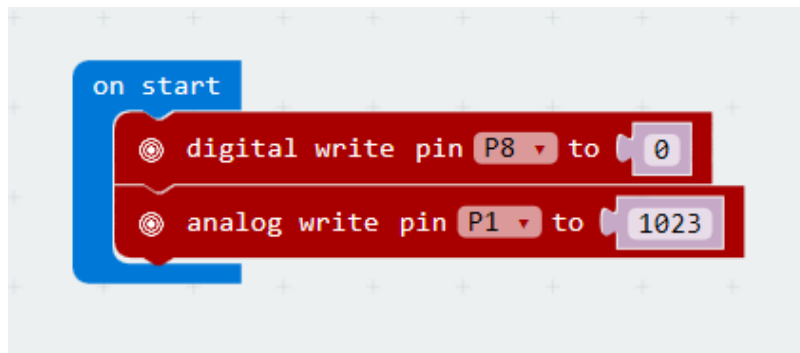 on start
digital write pin P8 to 0
analog write pin P1 to 1023